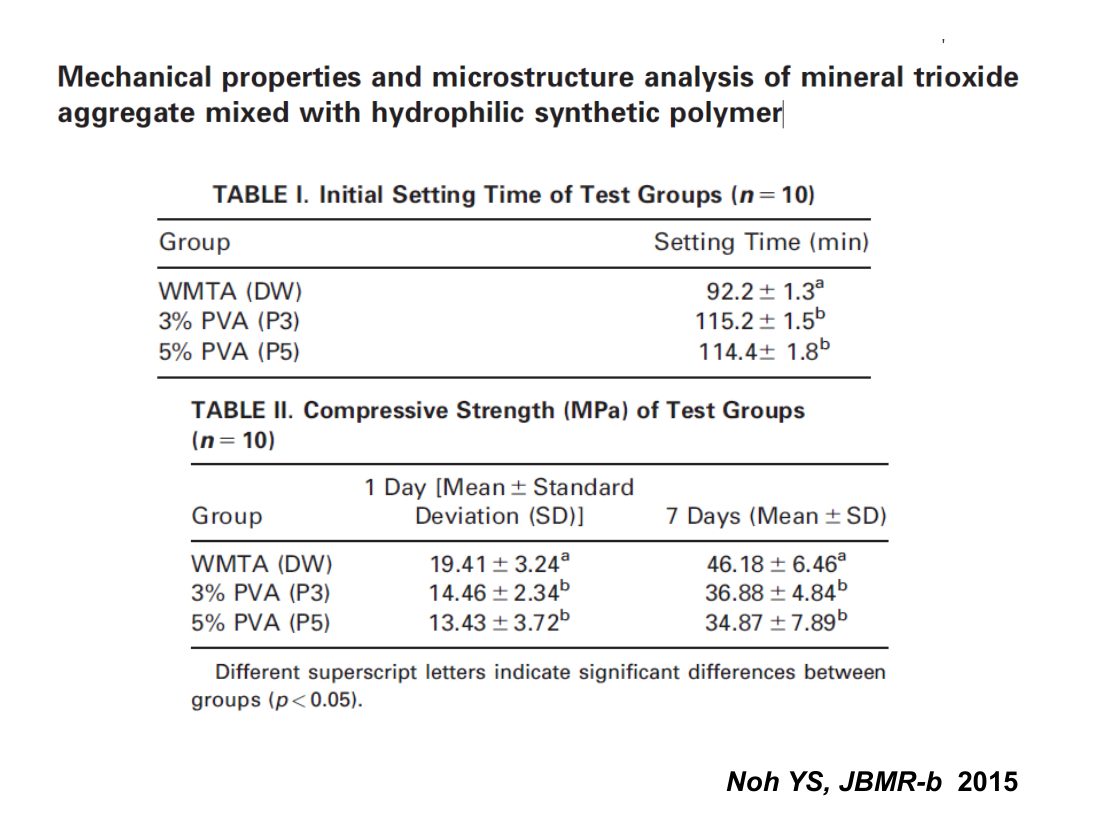 ,
Mechanical properties and microstructure analysis of mineral trioxide
aggregate mixed with hydrophilic synthetic polymer
TABLE I. Initial Setting Time of Test Groups (n = 10)
Group Setting Time (min)
WMTA (DW) 92.2 ± 1.3ᵃ
3% PVA (P3) 115.2 ± 1.5ᵇ
5% PVA (P5) 114.4± 1.8ᵇ
TABLE II. Compressive Strength (MPa) of Test Groups
(n = 10)
1 Day [Mean ± Standard
Group Deviation (SD)] 7 Days (Mean ± SD)
WMTA (DW) 19.41 ± 3.24ᵃ 46.18 ± 6.46ᵃ
3% PVA (P3) 14.46 ± 2.34ᵇ 36.88 ± 4.84ᵇ
5% PVA (P5) 13.43 ± 3.72ᵇ 34.87 ± 7.89ᵇ
Different superscript letters indicate significant differences between
groups (p < 0.05).
Noh YS, JBMR-b 2015